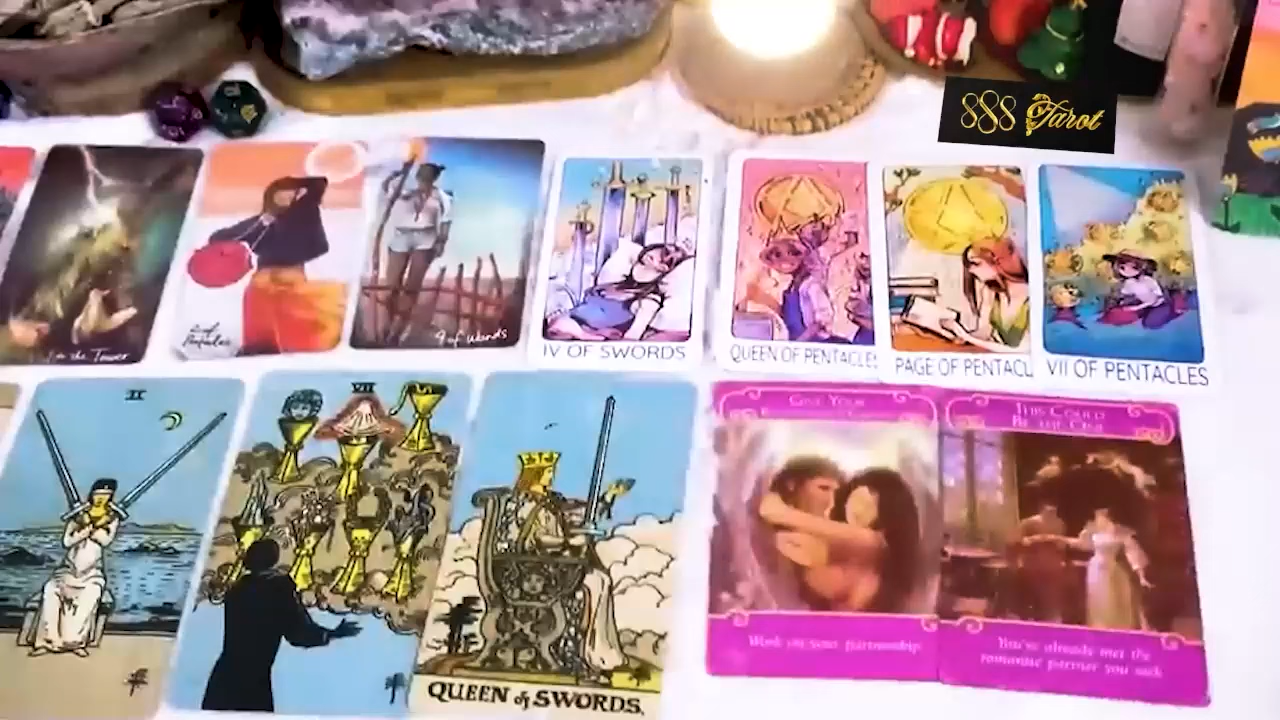 888 Tarot
the Tower
9 of Wands
IV OF SWORDS
QUEEN OF PENTACLES
PAGE OF PENTACL
VII OF PENTACLES
II
VII
QUEEN of SWORDS.
GIVE YOUR
THIS COULD
BE THE ONE
Work on your partnership
You've already met the
romantic partner you seek